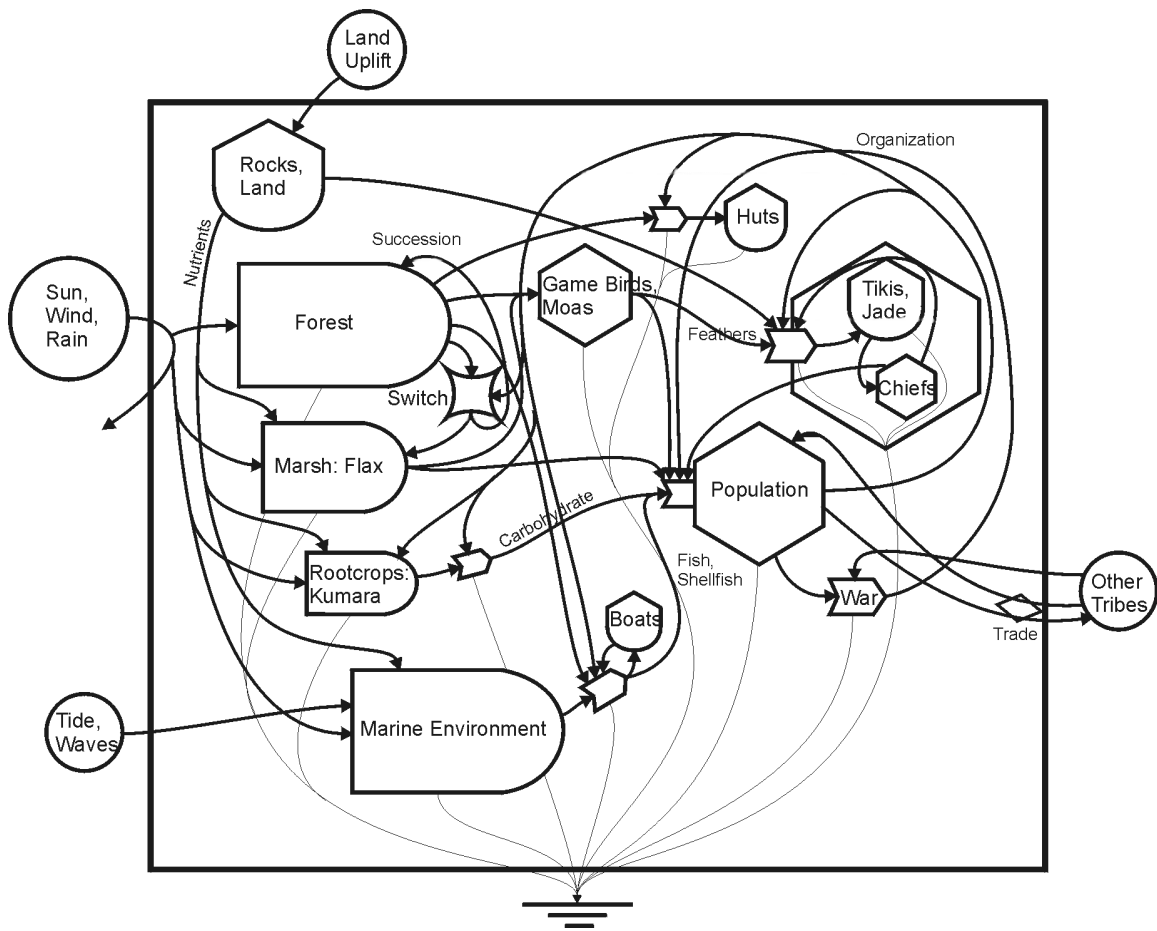 Land
Uplift
Organization
Rocks,
Land
Huts
Nutrients
Succession
Sun,
Wind,
Rain
Forest
Game Birds,
Moas
Tikis,
Jade
Feathers
Switch
Chiefs
Marsh: Flax
Population
Carbohydrate
Rootcrops:
Kumara
Fish,
Shellfish
War
Other
Tribes
Boats
Trade
Tide,
Waves
Marine Environment